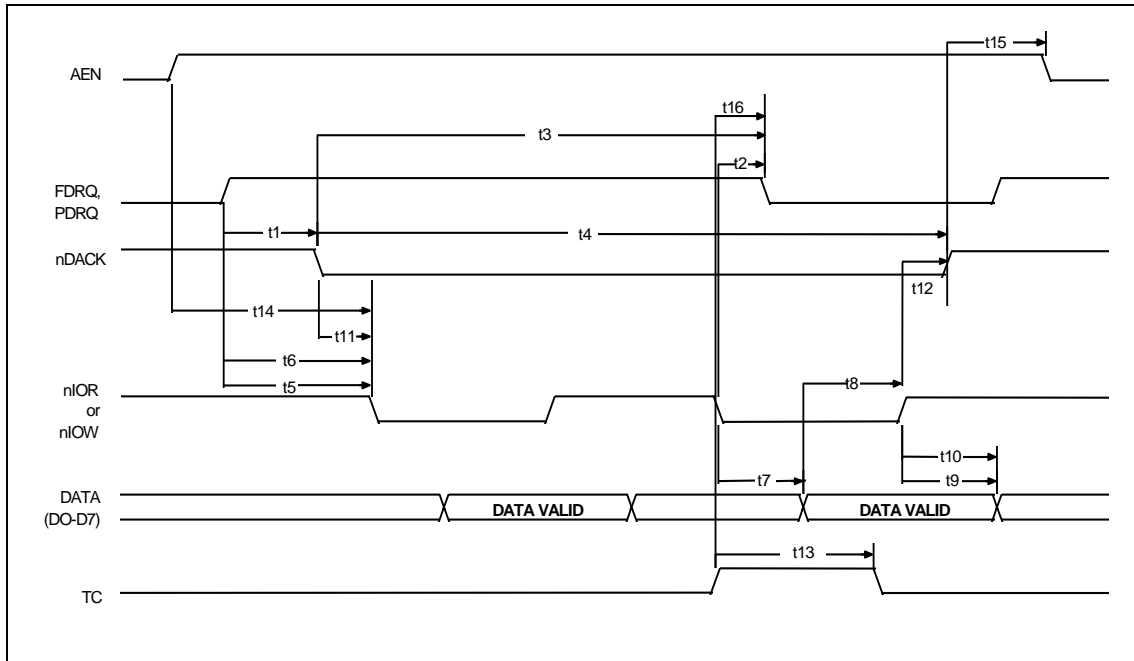 t15
AEN
t16
t3
t2
FDRQ,
PDRQ
t1
t4
nDACK
t12
t14
t11
t6
t5
t8
nIOR
or
nIOW
t10
t7
t9
DATA
(DO-D7)
DATA VALID
DATA VALID
t13
TC